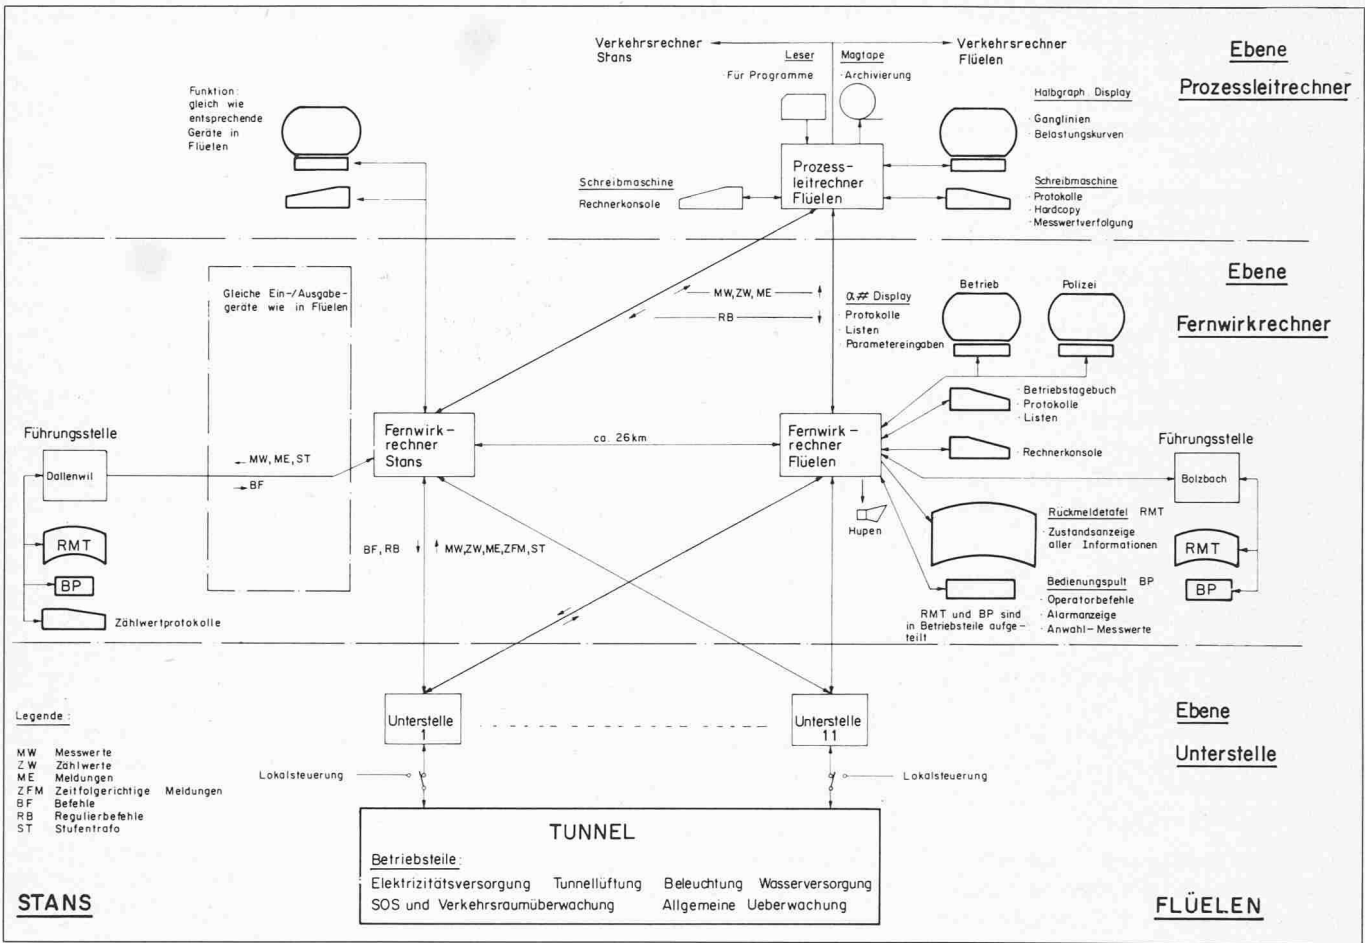 Verkehrsrechner
Stans
Verkehrsrechner
Flüelen
Ebene
Prozessleitrechner
Leser
· Für Programme
Magtape
· Archivierung
Funktion:
gleich wie
entsprechende
Geräte in
Flüelen
Halbgraph. Display
· Ganglinien
· Belastungskurven
Prozess-
leitrechner
Flüelen
Schreibmaschine
Rechnerkonsole
Schreibmaschine
· Protokolle
· Hardcopy
· Messwertverfolgung
Ebene
Fernwirkrechner
Gleiche Ein-/Ausgabe-
geräte wie in Flüelen
MW, ZW, ME
RB
α# Display
· Protokolle
· Listen
· Parametereingaben
Betrieb
Polizei
· Betriebstagebuch
· Protokolle
· Listen
Führungsstelle
Dallenwil
MW, ME, ST
BF
Fernwirk-
rechner
Stans
ca. 26 km
Fernwirk-
rechner
Flüelen
· Rechnerkonsole
Führungsstelle
Bolzbach
Hupen
Rückmeldetafel RMT
· Zustandsanzeige
aller Informationen
RMT
BP
Zählwertprotokolle
BF, RB
MW,ZW,ME,ZFM,ST
RMT
BP
Bedienungspult BP
· Operatorbefehle
· Alarmanzeige
· Anwahl-Messwerte
RMT und BP sind
in Betriebsteile aufge-
teilt
Unterstelle
1
Unterstelle
11
Ebene
Unterstelle
Legende:
MW Messwerte
ZW Zählwerte
ME Meldungen
ZFM Zeitfolgerichtige Meldungen
BF Befehle
RB Regulierbefehle
ST Stufentrafo
Lokalsteuerung
Lokalsteuerung
TUNNEL
Betriebsteile:
Elektrizitätsversorgung Tunnellüftung Beleuchtung Wasserversorgung
SOS und Verkehrsraumüberwachung Allgemeine Ueberwachung
STANS
FLÜELEN